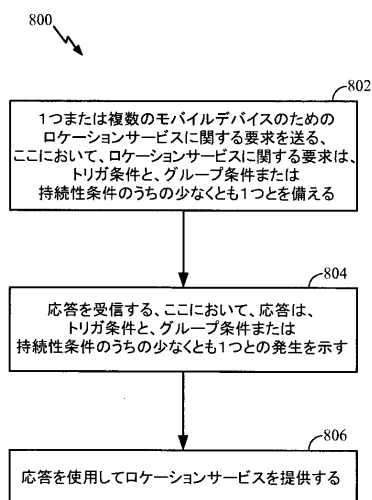 800
802
1つまたは複数のモバイルデバイスのための
ロケーションサービスに関する要求を送る、
ここにおいて、ロケーションサービスに関する要求は、
トリガ条件と、グループ条件または
持続性条件のうちの少なくとも1つとを備える
804
応答を受信する、ここにおいて、応答は、
トリガ条件と、グループ条件または
持続性条件のうちの少なくとも1つとの発生を示す
806
応答を使用してロケーションサービスを提供する